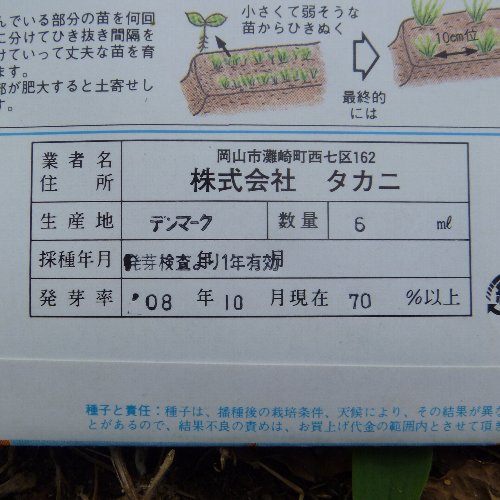 んでいる部分の苗を何回
に分けてひき抜き間隔を
けていって丈夫な苗を育
ます。
部が肥大すると土寄せし
す。
小さくて弱そうな
苗からひきぬく
10cm位
最終的
には
業者名
住所
岡山市灘崎町西七区162
株式会社 タカニ
生産地 デンマーク 数量 6 ml
採種年月 発芽検査より1年有効
発芽率 '08 年 10 月現在 70 %以上
種子と責任：種子は、播種後の栽培条件、天候により、その結果が異な
とがあるので、結果不良の責めは、お買上げ代金の範囲内とさせて頂き